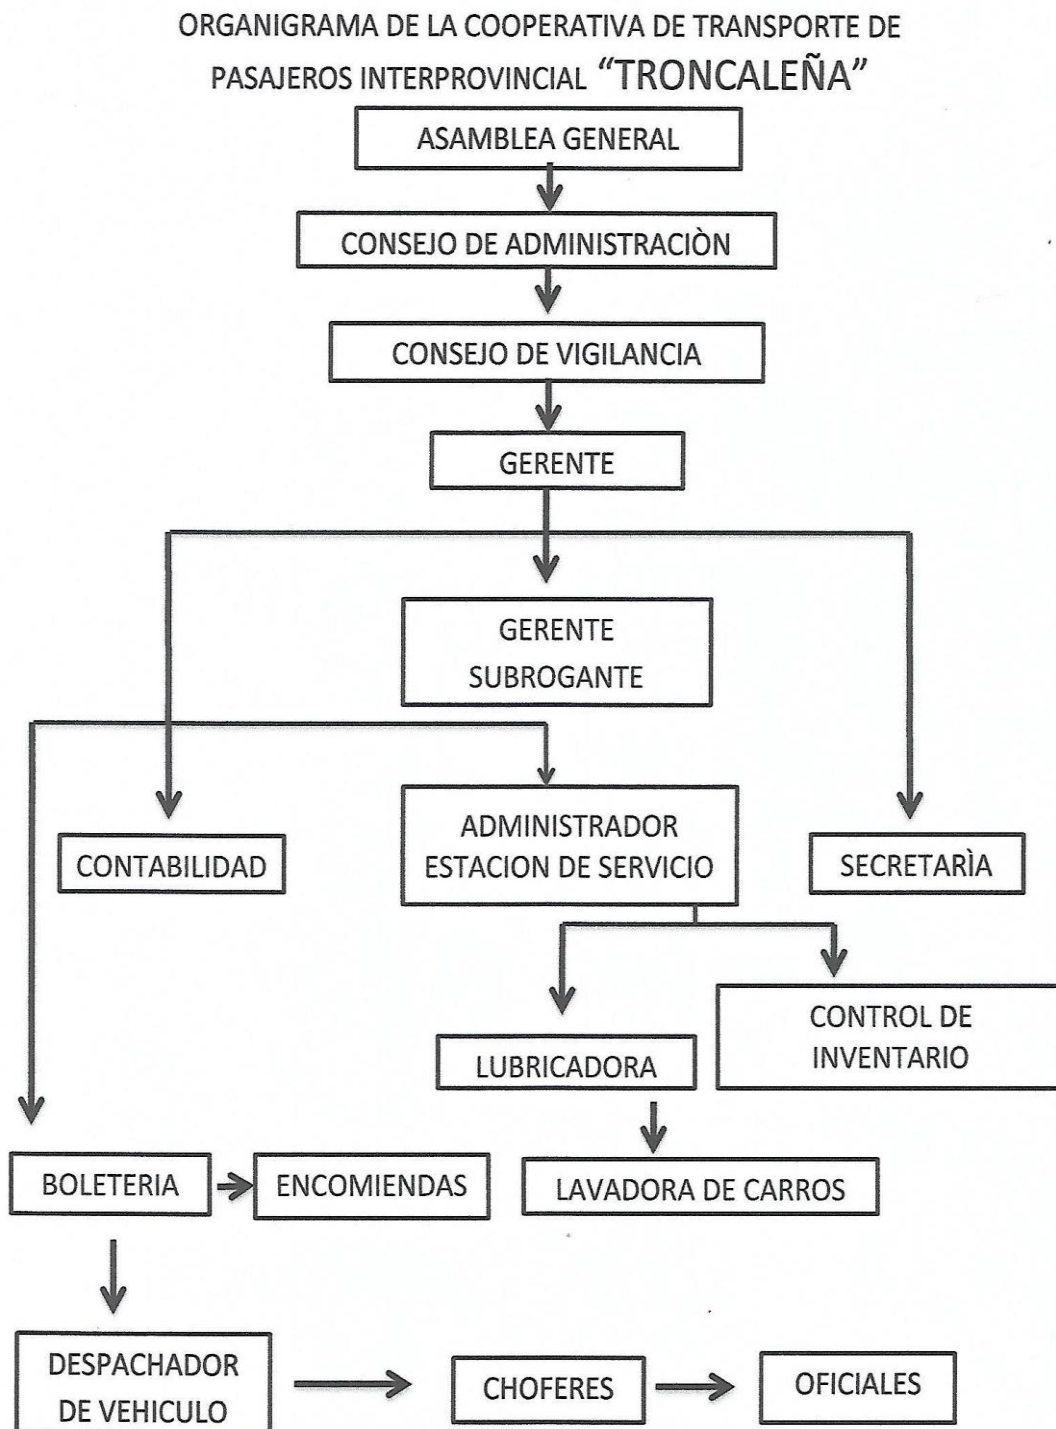 ORGANIGRAMA DE LA COOPERATIVA DE TRANSPORTE DE
PASAJEROS INTERPROVINCIAL “TRONCALEÑA”
ASAMBLEA GENERAL
CONSEJO DE ADMINISTRACIÒN
CONSEJO DE VIGILANCIA
GERENTE
GERENTE
SUBROGANTE
CONTABILIDAD
ADMINISTRADOR
ESTACION DE SERVICIO
SECRETARÌA
LUBRICADORA
CONTROL DE
INVENTARIO
BOLETERIA
ENCOMIENDAS
LAVADORA DE CARROS
DESPACHADOR
DE VEHICULO
CHOFERES
OFICIALES